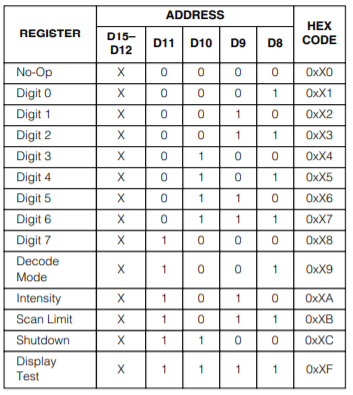 REGISTER ADDRESS HEX CODE
D15–D12 D11 D10 D9 D8
No-Op X 0 0 0 0 0xX0
Digit 0 X 0 0 0 1 0xX1
Digit 1 X 0 0 1 0 0xX2
Digit 2 X 0 0 1 1 0xX3
Digit 3 X 0 1 0 0 0xX4
Digit 4 X 0 1 0 1 0xX5
Digit 5 X 0 1 1 0 0xX6
Digit 6 X 0 1 1 1 0xX7
Digit 7 X 1 0 0 0 0xX8
Decode Mode X 1 0 0 1 0xX9
Intensity X 1 0 1 0 0xXA
Scan Limit X 1 0 1 1 0xXB
Shutdown X 1 1 0 0 0xXC
Display Test X 1 1 1 1 0xXF